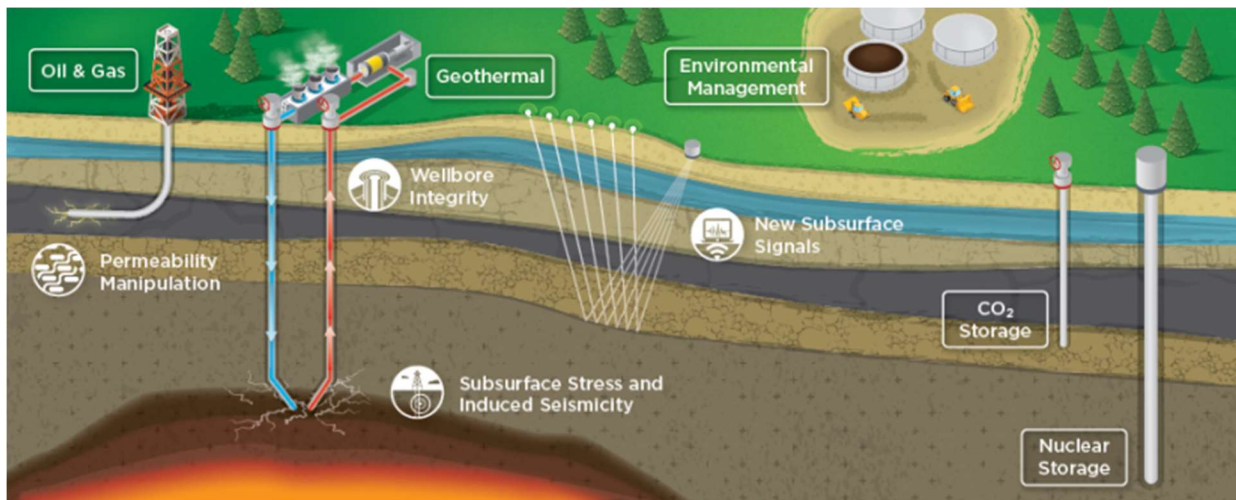 Oil & Gas
Geothermal
Environmental
Management
Wellbore
Integrity
New Subsurface
Signals
Permeability
Manipulation
CO₂
Storage
Subsurface Stress and
Induced Seismicity
Nuclear
Storage